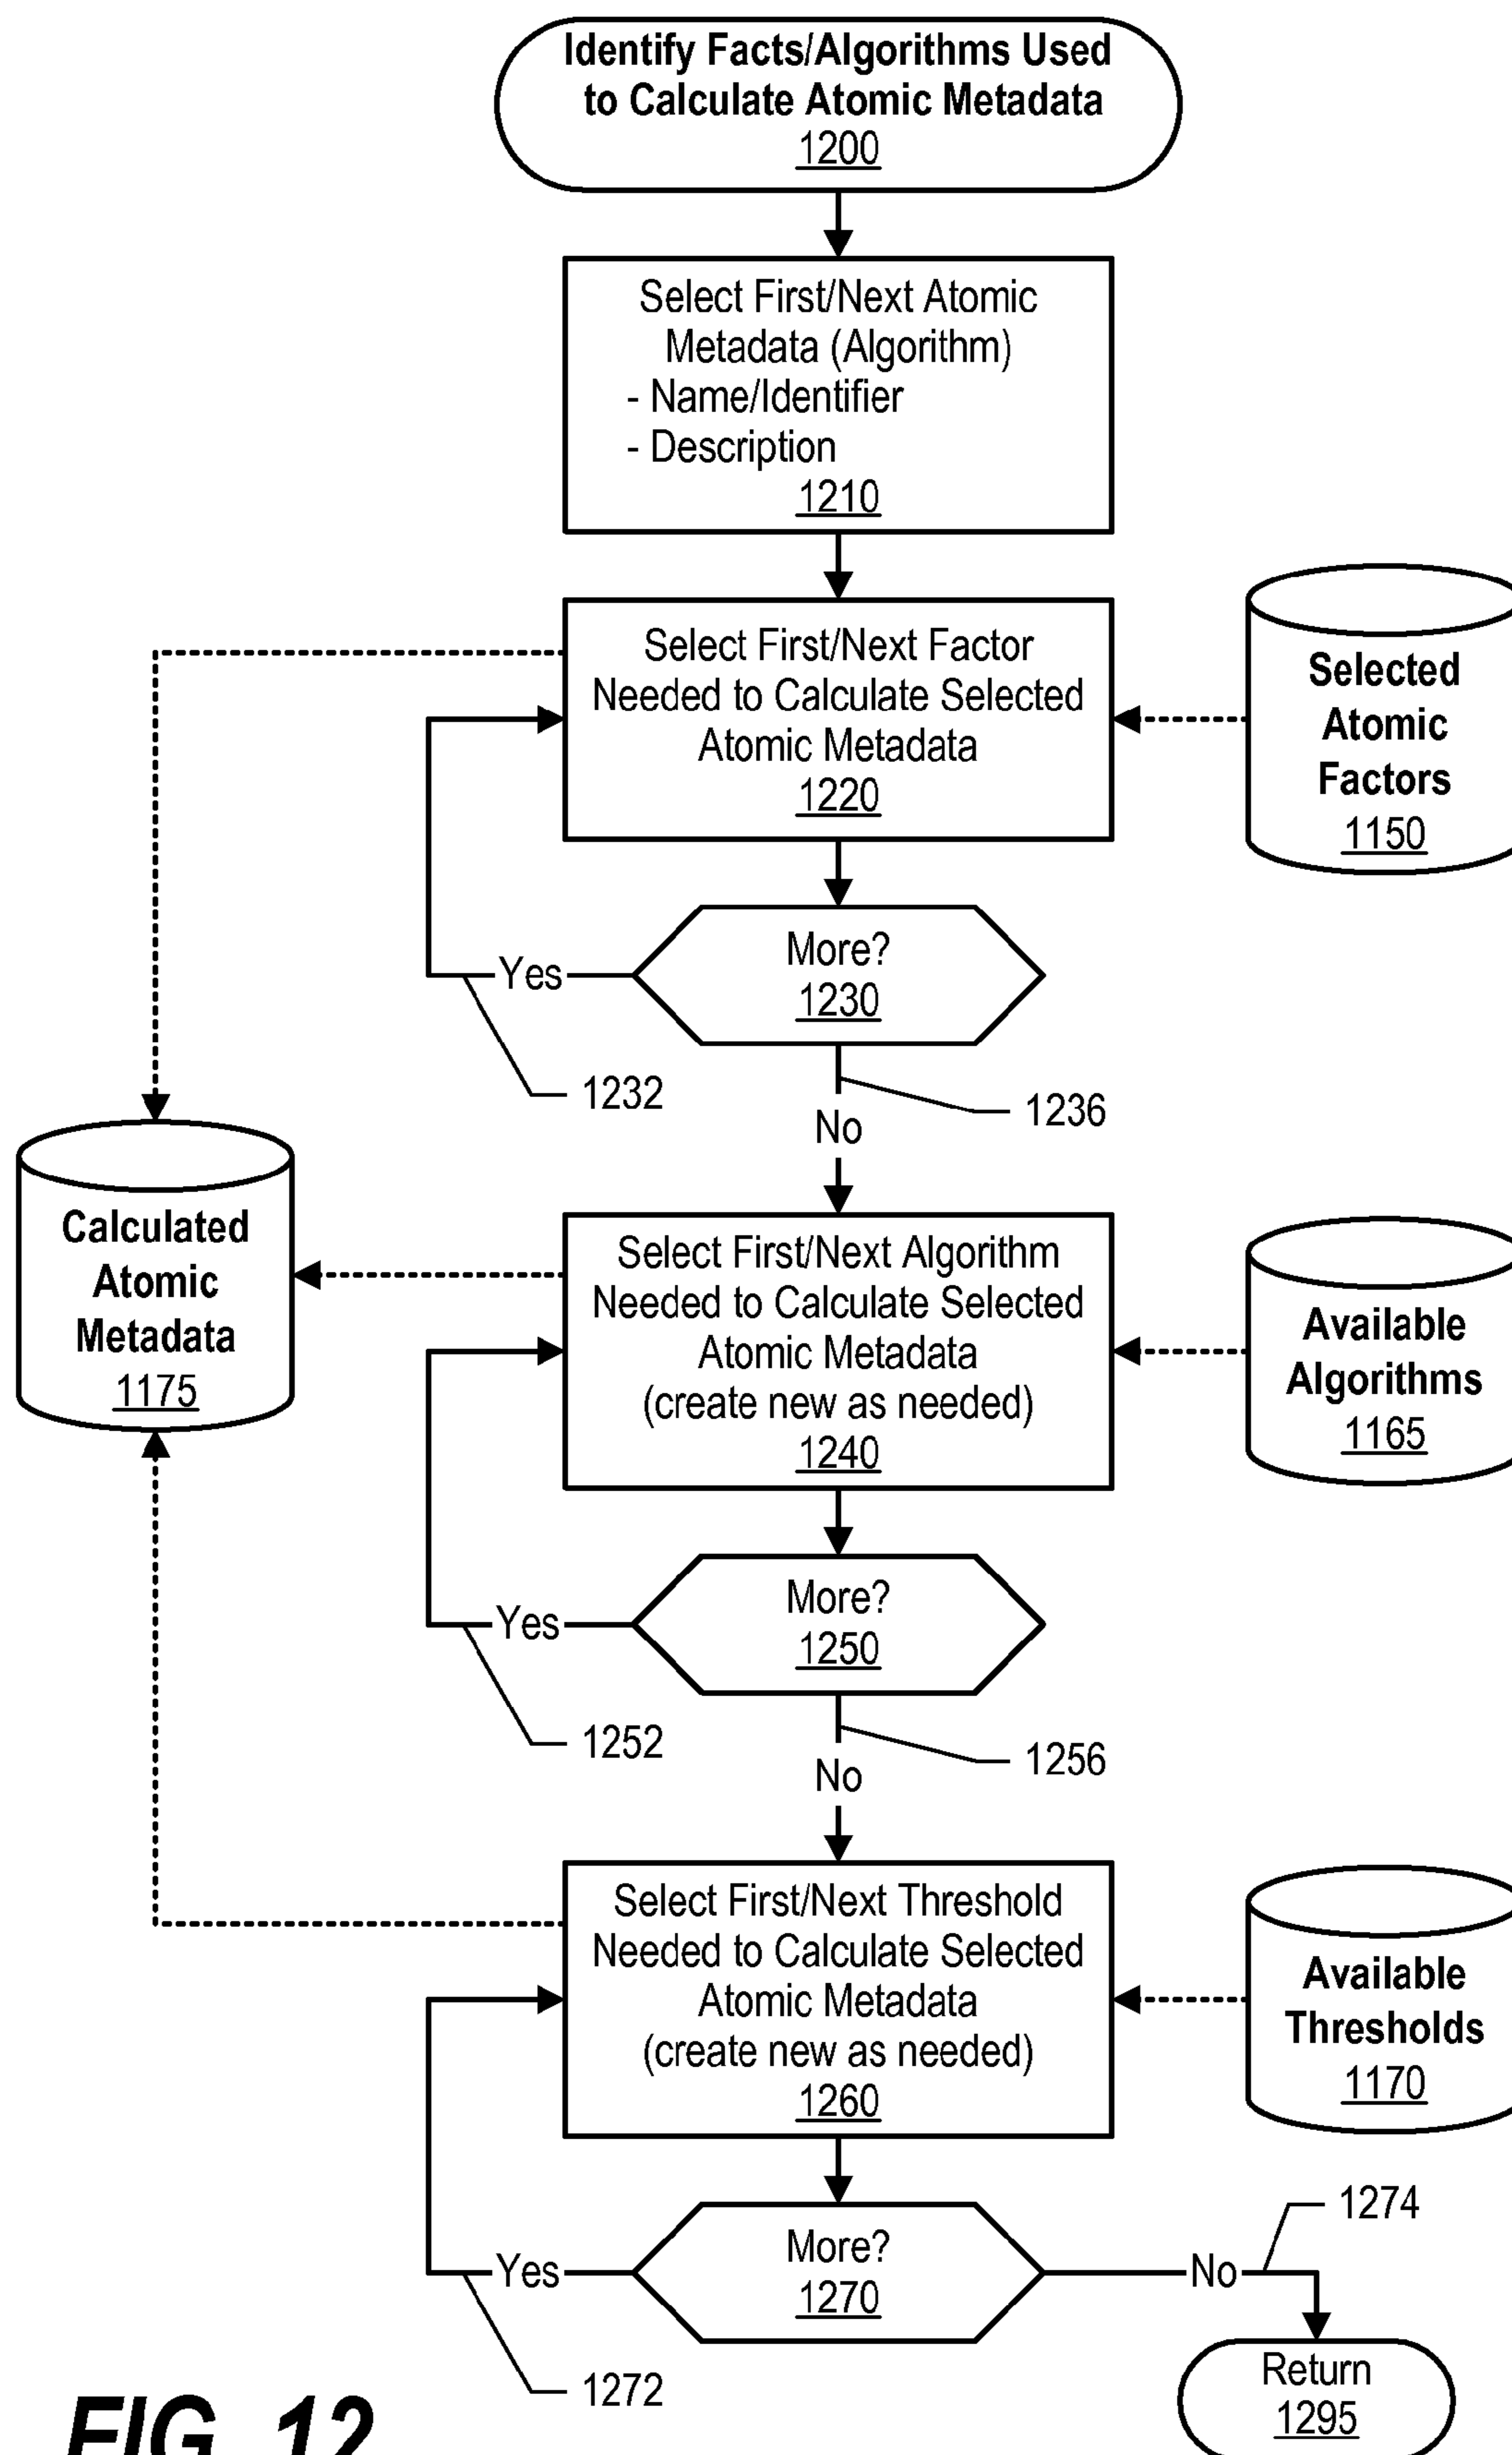 Identify Facts/Algorithms Used
to Calculate Atomic Metadata
1200
Select First/Next Atomic
Metadata (Algorithm)
- Name/Identifier
- Description
1210
Select First/Next Factor
Needed to Calculate Selected
Atomic Metadata
1220
Selected
Atomic
Factors
1150
More?
1230
Yes
1232
1236
No
Calculated
Atomic
Metadata
1175
Select First/Next Algorithm
Needed to Calculate Selected
Atomic Metadata
(create new as needed)
1240
Available
Algorithms
1165
More?
1250
Yes
1252
1256
No
Select First/Next Threshold
Needed to Calculate Selected
Atomic Metadata
(create new as needed)
1260
Available
Thresholds
1170
More?
1270
Yes
1272
No
1274
Return
1295
FIG. 12